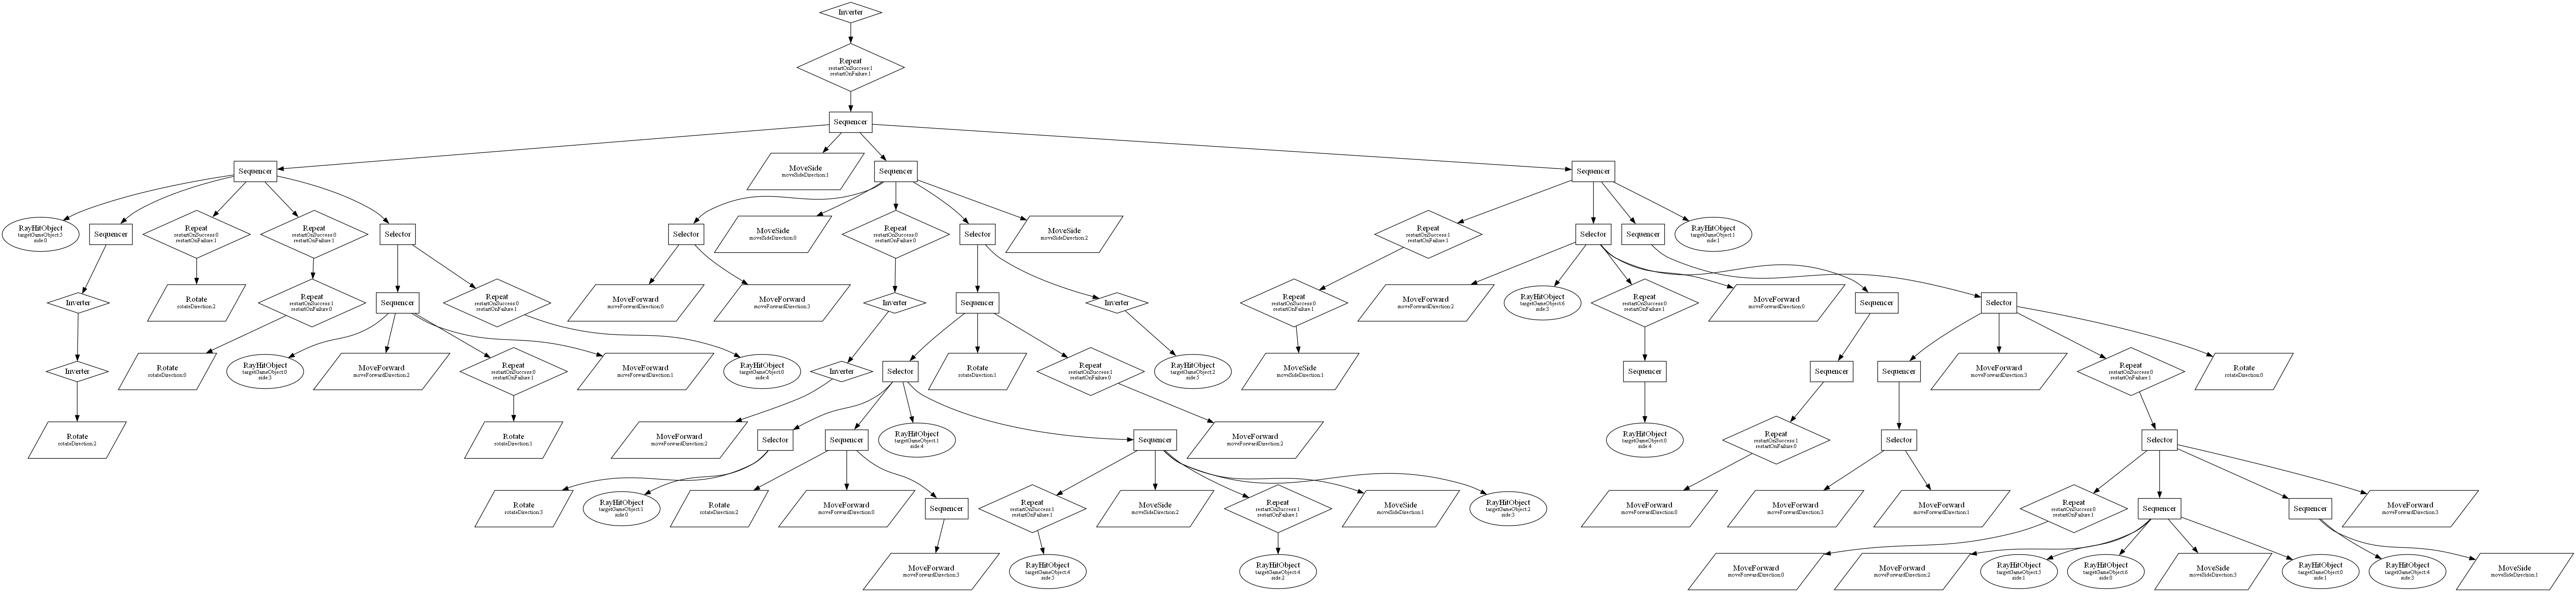 Inverter
Repeat
restartOnSuccess:1
restartOnFailure:1
Sequencer
Sequencer
MoveSide
moveSideDirection:1
Sequencer
Sequencer
RayHitObject
targetGameObject:5
side:0
Sequencer
Repeat
restartOnSuccess:0
restartOnFailure:1
Repeat
restartOnSuccess:0
restartOnFailure:1
Selector
Selector
MoveSide
moveSideDirection:0
Repeat
restartOnSuccess:0
restartOnFailure:0
Selector
MoveSide
moveSideDirection:2
Repeat
restartOnSuccess:1
restartOnFailure:1
Selector
Sequencer
RayHitObject
targetGameObject:1
side:1
Inverter
Rotate
rotateDirection:2
Repeat
restartOnSuccess:1
restartOnFailure:0
Sequencer
Repeat
restartOnSuccess:0
restartOnFailure:1
MoveForward
moveForwardDirection:0
MoveForward
moveForwardDirection:3
Inverter
Sequencer
Inverter
Repeat
restartOnSuccess:0
restartOnFailure:1
MoveForward
moveForwardDirection:2
RayHitObject
targetGameObject:6
side:3
Repeat
restartOnSuccess:0
restartOnFailure:1
MoveForward
moveForwardDirection:0
Sequencer
Selector
Inverter
Rotate
rotateDirection:0
RayHitObject
targetGameObject:0
side:3
MoveForward
moveForwardDirection:2
Repeat
restartOnSuccess:0
restartOnFailure:1
MoveForward
moveForwardDirection:1
RayHitObject
targetGameObject:0
side:4
Inverter
Selector
Rotate
rotateDirection:1
Repeat
restartOnSuccess:1
restartOnFailure:0
RayHitObject
targetGameObject:2
side:5
MoveSide
moveSideDirection:1
Sequencer
Sequencer
Sequencer
MoveForward
moveForwardDirection:3
Repeat
restartOnSuccess:0
restartOnFailure:1
Rotate
rotateDirection:0
Rotate
rotateDirection:2
Rotate
rotateDirection:1
MoveForward
moveForwardDirection:2
Selector
Sequencer
RayHitObject
targetGameObject:1
side:4
Sequencer
MoveForward
moveForwardDirection:2
RayHitObject
targetGameObject:0
side:4
Repeat
restartOnSuccess:1
restartOnFailure:0
Selector
Selector
Rotate
rotateDirection:3
RayHitObject
targetGameObject:1
side:0
Rotate
rotateDirection:2
MoveForward
moveForwardDirection:0
Sequencer
Repeat
restartOnSuccess:1
restartOnFailure:1
MoveSide
moveSideDirection:2
Repeat
restartOnSuccess:1
restartOnFailure:1
MoveSide
moveSideDirection:1
RayHitObject
targetGameObject:2
side:3
MoveForward
moveForwardDirection:0
MoveForward
moveForwardDirection:3
MoveForward
moveForwardDirection:1
Repeat
restartOnSuccess:0
restartOnFailure:1
Sequencer
Sequencer
MoveForward
moveForwardDirection:3
MoveForward
moveForwardDirection:3
RayHitObject
targetGameObject:4
side:5
RayHitObject
targetGameObject:4
side:2
MoveForward
moveForwardDirection:0
MoveForward
moveForwardDirection:2
RayHitObject
targetGameObject:5
side:1
RayHitObject
targetGameObject:6
side:0
MoveSide
moveSideDirection:3
RayHitObject
targetGameObject:0
side:1
RayHitObject
targetGameObject:4
side:3
MoveSide
moveSideDirection:1